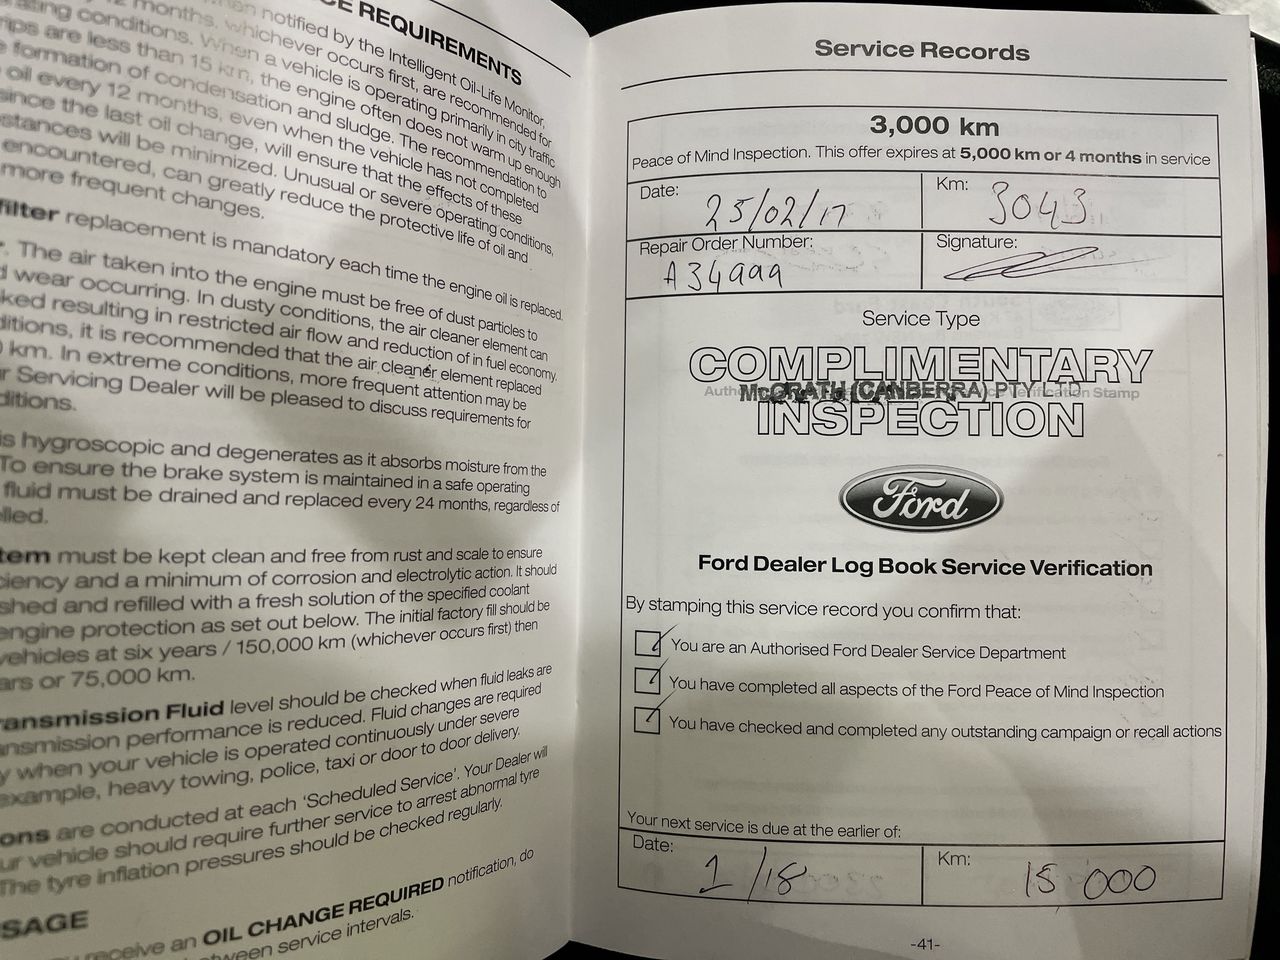 CE REQUIREMENTS
when notified by the Intelligent Oil-Life Monitor,
12 months, whichever occurs first, are recommended for
ating conditions. When a vehicle is operating primarily in city traffic
rips are less than 15 km, the engine often does not warm up enough
e formation of condensation and sludge. The recommendation to
oil every 12 months, even when the vehicle has not completed
since the last oil change, will ensure that the effects of these
stances will be minimized. Unusual or severe operating conditions,
encountered, can greatly reduce the protective life of oil and
more frequent changes.
filter replacement is mandatory each time the engine oil is replaced.
. The air taken into the engine must be free of dust particles to
d wear occurring. In dusty conditions, the air cleaner element can
ked resulting in restricted air flow and reduction of in fuel economy.
ditions, it is recommended that the air cleaner element replaced
0 km. In extreme conditions, more frequent attention may be
r Servicing Dealer will be pleased to discuss requirements for
ditions.
is hygroscopic and degenerates as it absorbs moisture from the
To ensure the brake system is maintained in a safe operating
fluid must be drained and replaced every 24 months, regardless of
elled.
tem must be kept clean and free from rust and scale to ensure
ciency and a minimum of corrosion and electrolytic action. It should
shed and refilled with a fresh solution of the specified coolant
engine protection as set out below. The initial factory fill should be
vehicles at six years / 150,000 km (whichever occurs first) then
ars or 75,000 km.
ransmission Fluid level should be checked when fluid leaks are
ansmission performance is reduced. Fluid changes are required
y when your vehicle is operated continuously under severe
example, heavy towing, police, taxi or door to door delivery.
ons are conducted at each 'Scheduled Service'. Your Dealer will
ur vehicle should require further service to arrest abnormal tyre
The tyre inflation pressures should be checked regularly.
SAGE
receive an OIL CHANGE REQUIRED notification, do
between service intervals.
Service Records
3,000 km
Peace of Mind Inspection. This offer expires at 5,000 km or 4 months in service
Date: 25/02/17 Km: 3043
Repair Order Number: A34999 Signature:
Service Type
COMPLIMENTARY
McGRATH (CANBERRA) PTY LTD
Verification Stamp
INSPECTION
Ford
Ford Dealer Log Book Service Verification
By stamping this service record you confirm that:
You are an Authorised Ford Dealer Service Department
You have completed all aspects of the Ford Peace of Mind Inspection
You have checked and completed any outstanding campaign or recall actions
Your next service is due at the earlier of:
Date: 1/18 Km: 15 000
-41-